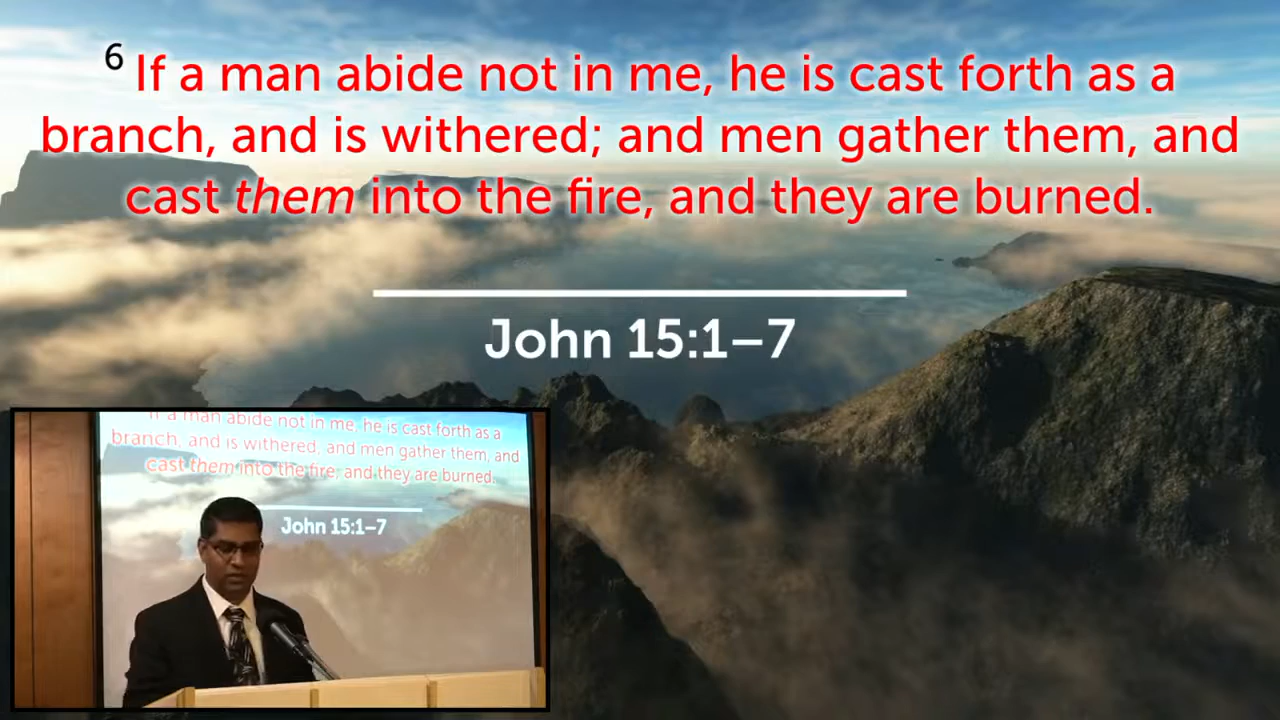 6 If a man abide not in me, he is cast forth as a
branch, and is withered; and men gather them, and
cast them into the fire, and they are burned.
John 15:1–7
If a man abide not in me, he is cast forth as a
branch, and is withered, and men gather them, and
cast them into the fire, and they are burned.
John 15:1–7